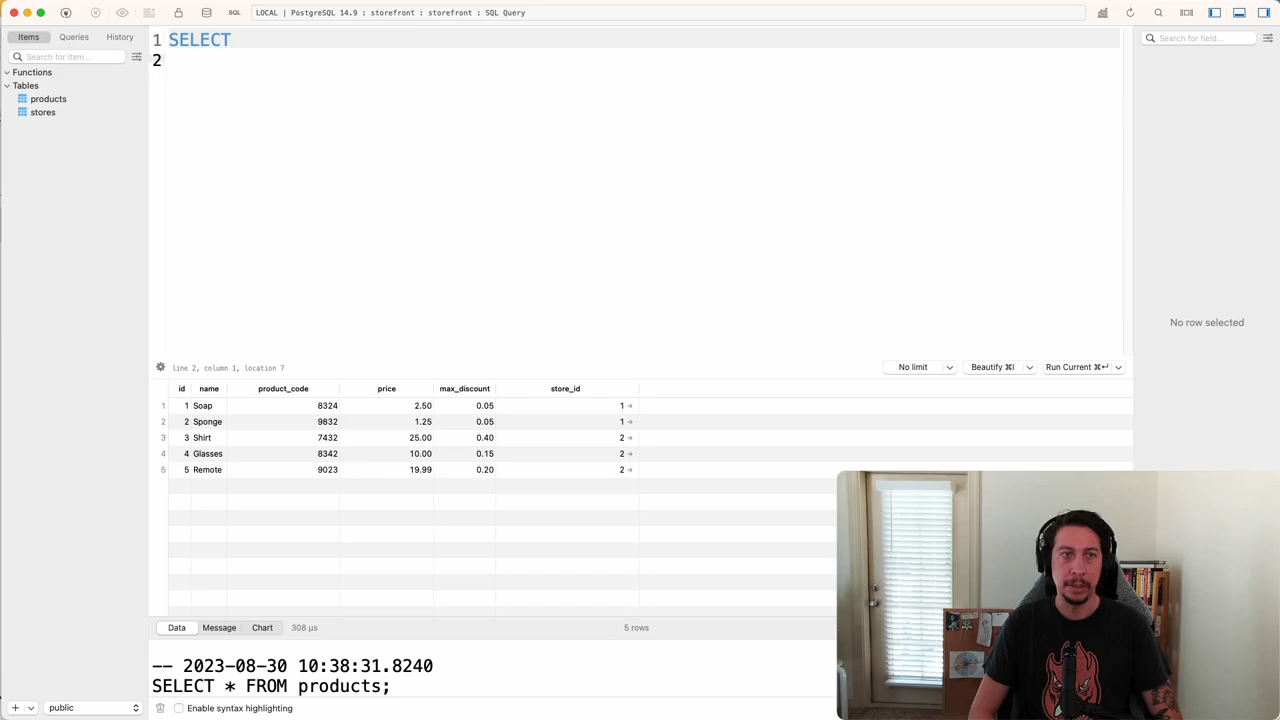 SQL
LOCAL | PostgreSQL 14.9 : storefront : storefront : SQL Query
Items Queries History
Search for item...
Functions
Tables
products
stores
1 SELECT
2
Search for field...
No row selected
line 2, column 1, location 7
No limit
Beautify ⌘I
Run Current ⌘↵
id name product_code price max_discount store_id
1 1 Soap 8324 2.50 0.05 1 →
2 2 Sponge 9832 1.25 0.05 1 →
3 3 Shirt 7432 25.00 0.40 2 →
4 4 Glasses 8342 10.00 0.15 2 →
5 5 Remote 9023 19.99 0.20 2 →
Data Message Chart 308 µs 5 rows
-- 2023-08-30 10:38:31.8240
SELECT * FROM products;
public
Enable syntax highlighting